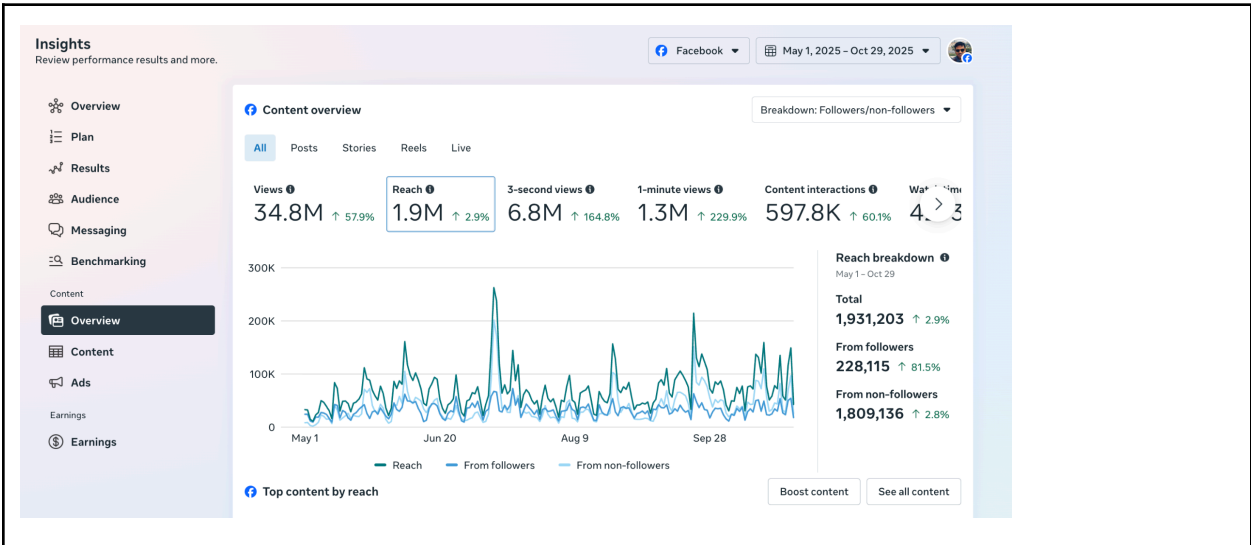 Insights
Review performance results and more.
Facebook
May 1, 2025 – Oct 29, 2025
Overview
Plan
Results
Audience
Messaging
Benchmarking
Content
Overview
Content
Ads
Earnings
Earnings
Content overview
Breakdown: Followers/non-followers
All Posts Stories Reels Live
Views Reach 3-second views 1-minute views Content interactions
34.8M ↑ 57.9% 1.9M ↑ 2.9% 6.8M ↑ 164.8% 1.3M ↑ 229.9% 597.8K ↑ 60.1%
300K
200K
100K
0
May 1 Jun 20 Aug 9 Sep 28
Reach From followers From non-followers
Reach breakdown
May 1 – Oct 29
Total
1,931,203 ↑ 2.9%
From followers
228,115 ↑ 81.5%
From non-followers
1,809,136 ↑ 2.8%
Top content by reach
Boost content
See all content